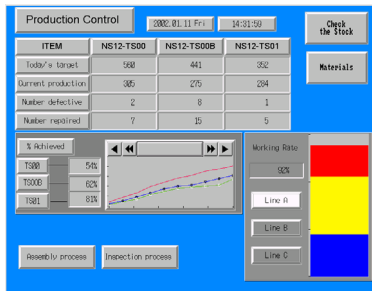 Production Control
2002.01.11 Fri
14:31:59
Check
the Stock
ITEM NS12-TS00 NS12-TS00B NS12-TS01
Today's target 560 441 352
Current production 305 275 284
Number defective 2 8 1
Number repaired 7 15 5
Materials
% Achieved
TS00 54%
TS00B 62%
TS01 81%
Working Rate
92%
Line A
Line B
Line C
Assembly process
Inspection process